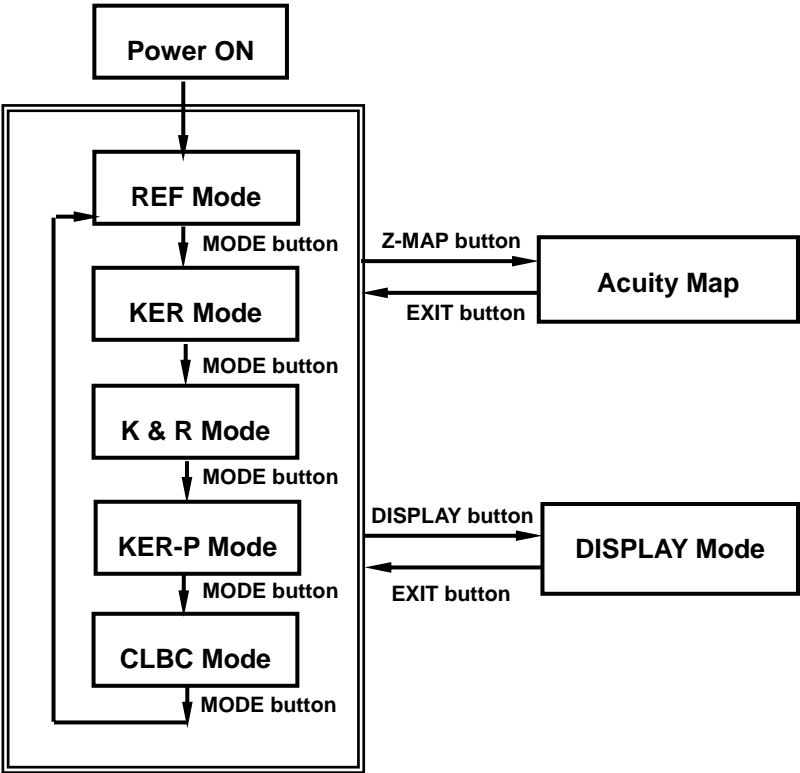 Power ON
REF Mode
MODE button
Z-MAP button
KER Mode
Acuity Map
EXIT button
MODE button
K & R Mode
MODE button
DISPLAY button
KER-P Mode
DISPLAY Mode
MODE button
EXIT button
CLBC Mode
MODE button